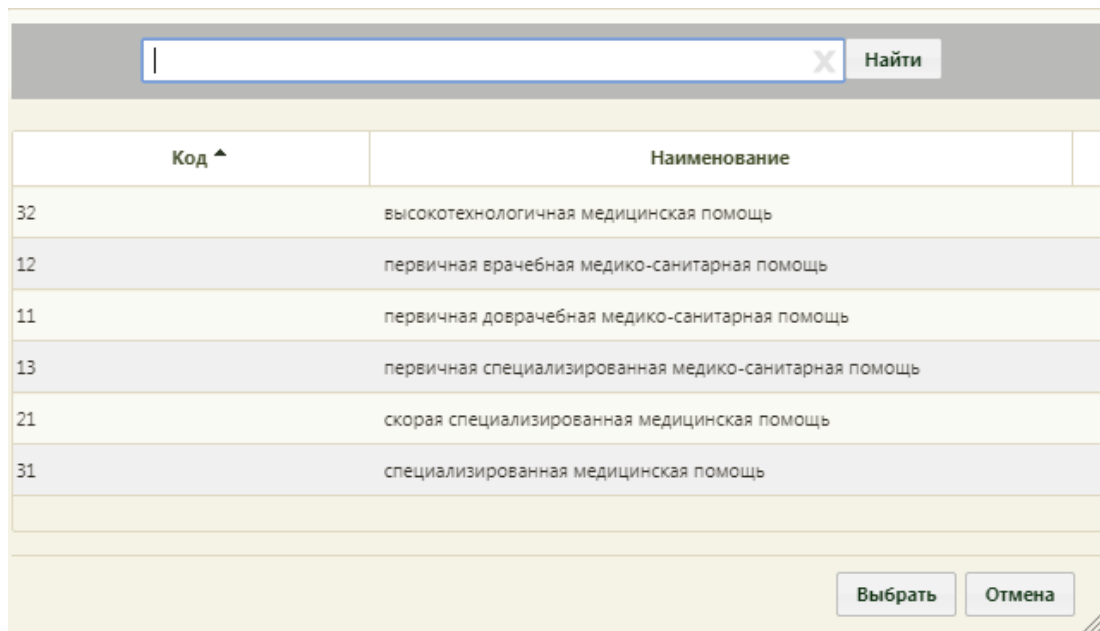 X Найти
Код Наименование
32 высокотехнологичная медицинская помощь
12 первичная врачебная медико-санитарная помощь
11 первичная доврачебная медико-санитарная помощь
13 первичная специализированная медико-санитарная помощь
21 скорая специализированная медицинская помощь
31 специализированная медицинская помощь
Выбрать Отмена